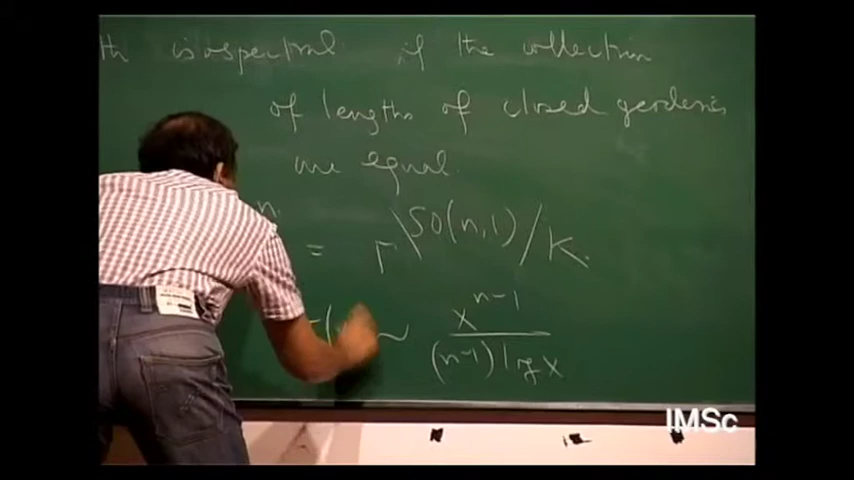 th isospectral if the collection
of lengths of closed geodesics
are equal.
n. = Γ\SO(n,1)/K.
( ~ x^{n-1} / (n-1) log x
IMSc